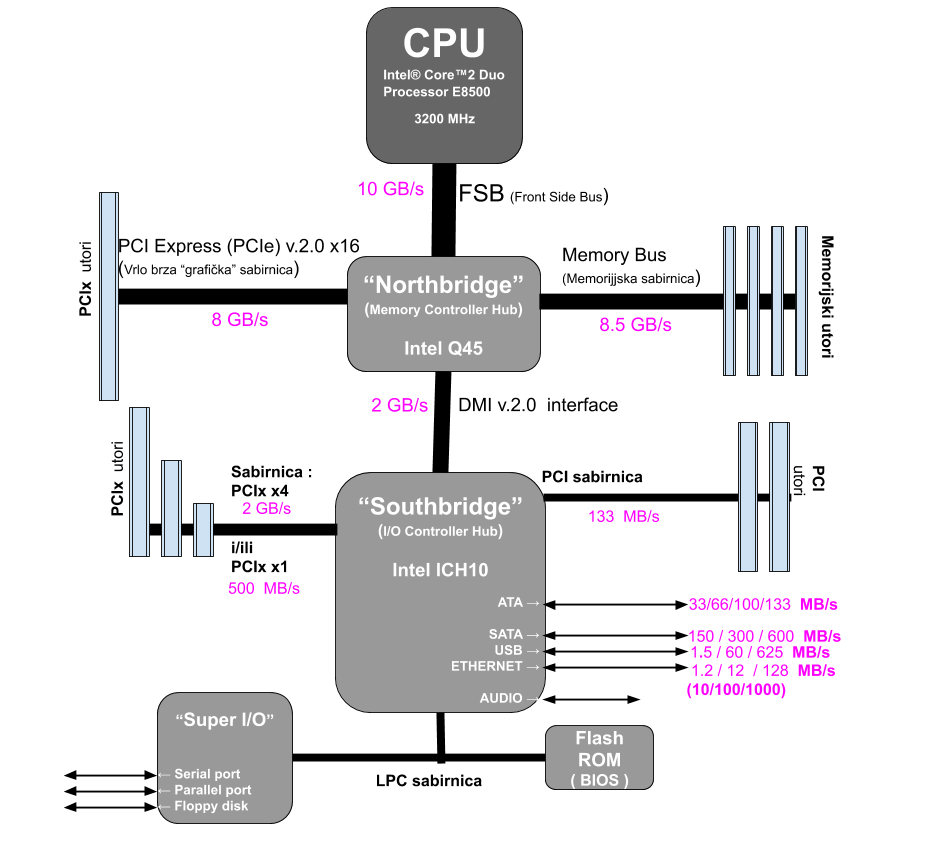 CPU
Intel® Core™2 Duo
Processor E8500
3200 MHz
10 GB/s
FSB (Front Side Bus)
PCIx utori
PCI Express (PCIe) v.2.0 x16
(Vrlo brza “grafička” sabirnica)
8 GB/s
“Northbridge”
(Memory Controller Hub)
Intel Q45
Memory Bus
(Memorijjska sabirnica)
8.5 GB/s
Memorijski utori
2 GB/s
DMI v.2.0 interface
PCIx utori
Sabirnica :
PCIx x4
2 GB/s
i/ili
PCIx x1
500 MB/s
“Southbridge”
(I/O Controller Hub)
Intel ICH10
PCI sabirnica
133 MB/s
PCI
utori
ATA → 33/66/100/133 MB/s
SATA → 150 / 300 / 600 MB/s
USB → 1.5 / 60 / 625 MB/s
ETHERNET → 1.2 / 12 / 128 MB/s
(10/100/1000)
AUDIO →
“Super I/O”
← Serial port
← Parallel port
← Floppy disk
LPC sabirnica
Flash
ROM
( BIOS )